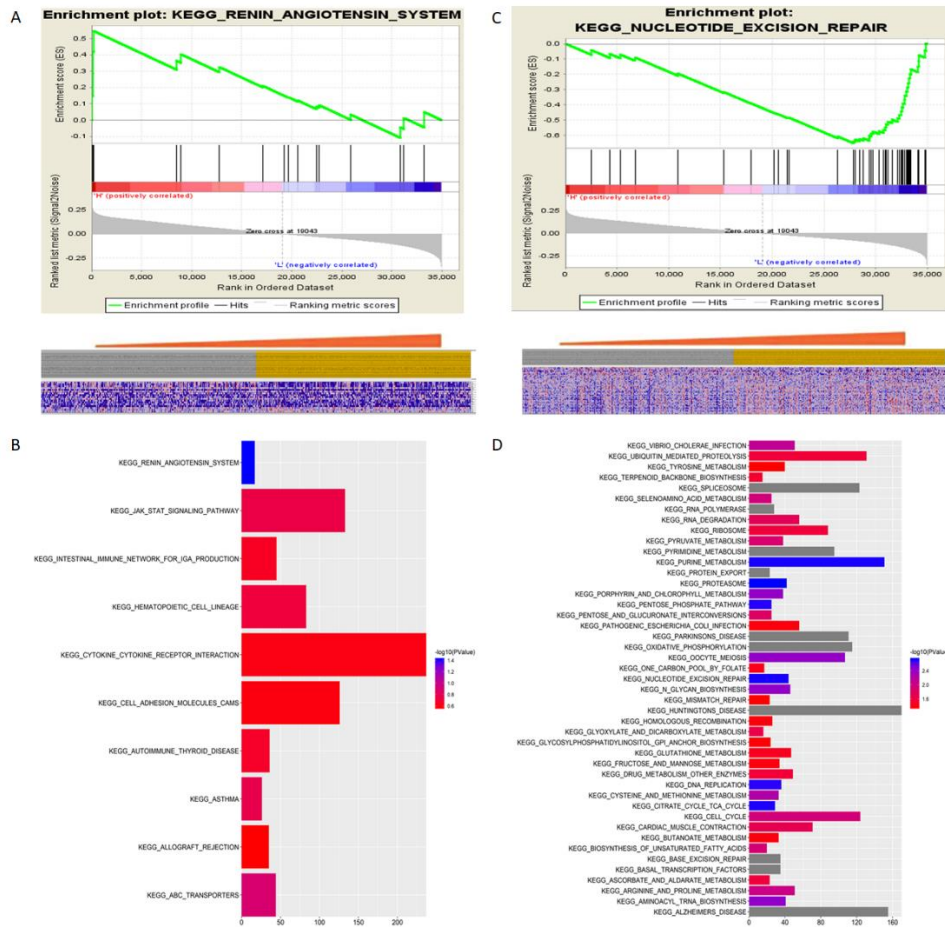 A
Enrichment plot: KEGG_RENIN_ANGIOTENSIN_SYSTEM
Enrichment score (ES)
0.5
0.4
0.3
0.2
0.1
0.0
-0.1
'H' (positively correlated)
Ranked list metric (Signal2Noise)
0.25
0.00
-0.25
Zero cross at 19043
'L' (negatively correlated)
0 5,000 10,000 15,000 20,000 25,000 30,000 35,000
Rank in Ordered Dataset
Enrichment profile Hits Ranking metric scores
C
Enrichment plot:
KEGG_NUCLEOTIDE_EXCISION_REPAIR
Enrichment score (ES)
0.0
-0.1
-0.2
-0.3
-0.4
-0.5
-0.6
'H' (positively correlated)
Ranked list metric (Signal2Noise)
0.25
0.00
-0.25
Zero cross at 19043
'L' (negatively correlated)
0 5,000 10,000 15,000 20,000 25,000 30,000 35,000
Rank in Ordered Dataset
Enrichment profile Hits Ranking metric scores
B
KEGG_RENIN_ANGIOTENSIN_SYSTEM
KEGG_JAK_STAT_SIGNALING_PATHWAY
KEGG_INTESTINAL_IMMUNE_NETWORK_FOR_IGA_PRODUCTION
KEGG_HEMATOPOIETIC_CELL_LINEAGE
KEGG_CYTOKINE_CYTOKINE_RECEPTOR_INTERACTION
KEGG_CELL_ADHESION_MOLECULES_CAMS
KEGG_AUTOIMMUNE_THYROID_DISEASE
KEGG_ASTHMA
KEGG_ALLOGRAFT_REJECTION
KEGG_ABC_TRANSPORTERS
0 50 100 150 200
-log10(PValue)
1.4
1.2
1.0
0.8
0.6
D
KEGG_VIBRIO_CHOLERAE_INFECTION
KEGG_UBIQUITIN_MEDIATED_PROTEOLYSIS
KEGG_TYROSINE_METABOLISM
KEGG_TERPENOID_BACKBONE_BIOSYNTHESIS
KEGG_SPLICEOSOME
KEGG_SELENOAMINO_ACID_METABOLISM
KEGG_RNA_POLYMERASE
KEGG_RNA_DEGRADATION
KEGG_RIBOSOME
KEGG_PYRUVATE_METABOLISM
KEGG_PYRIMIDINE_METABOLISM
KEGG_PURINE_METABOLISM
KEGG_PROTEIN_EXPORT
KEGG_PROTEASOME
KEGG_PORPHYRIN_AND_CHLOROPHYLL_METABOLISM
KEGG_PENTOSE_PHOSPHATE_PATHWAY
KEGG_PENTOSE_AND_GLUCURONATE_INTERCONVERSIONS
KEGG_PATHOGENIC_ESCHERICHIA_COLI_INFECTION
KEGG_PARKINSONS_DISEASE
KEGG_OXIDATIVE_PHOSPHORYLATION
KEGG_OOCYTE_MEIOSIS
KEGG_ONE_CARBON_POOL_BY_FOLATE
KEGG_NUCLEOTIDE_EXCISION_REPAIR
KEGG_N_GLYCAN_BIOSYNTHESIS
KEGG_MISMATCH_REPAIR
KEGG_HUNTINGTONS_DISEASE
KEGG_HOMOLOGOUS_RECOMBINATION
KEGG_GLYOXYLATE_AND_DICARBOXYLATE_METABOLISM
KEGG_GLYCOSYLPHOSPHATIDYLINOSITOL_GPI_ANCHOR_BIOSYNTHESIS
KEGG_GLUTATHIONE_METABOLISM
KEGG_FRUCTOSE_AND_MANNOSE_METABOLISM
KEGG_DRUG_METABOLISM_OTHER_ENZYMES
KEGG_DNA_REPLICATION
KEGG_CYSTEINE_AND_METHIONINE_METABOLISM
KEGG_CITRATE_CYCLE_TCA_CYCLE
KEGG_CELL_CYCLE
KEGG_CARDIAC_MUSCLE_CONTRACTION
KEGG_BUTANOATE_METABOLISM
KEGG_BIOSYNTHESIS_OF_UNSATURATED_FATTY_ACIDS
KEGG_BASE_EXCISION_REPAIR
KEGG_BASAL_TRANSCRIPTION_FACTORS
KEGG_ASCORBATE_AND_ALDARATE_METABOLISM
KEGG_ARGININE_AND_PROLINE_METABOLISM
KEGG_AMINOACYL_TRNA_BIOSYNTHESIS
KEGG_ALZHEIMERS_DISEASE
0 40 80 120 160
-log10(PValue)
2.4
2.0
1.6